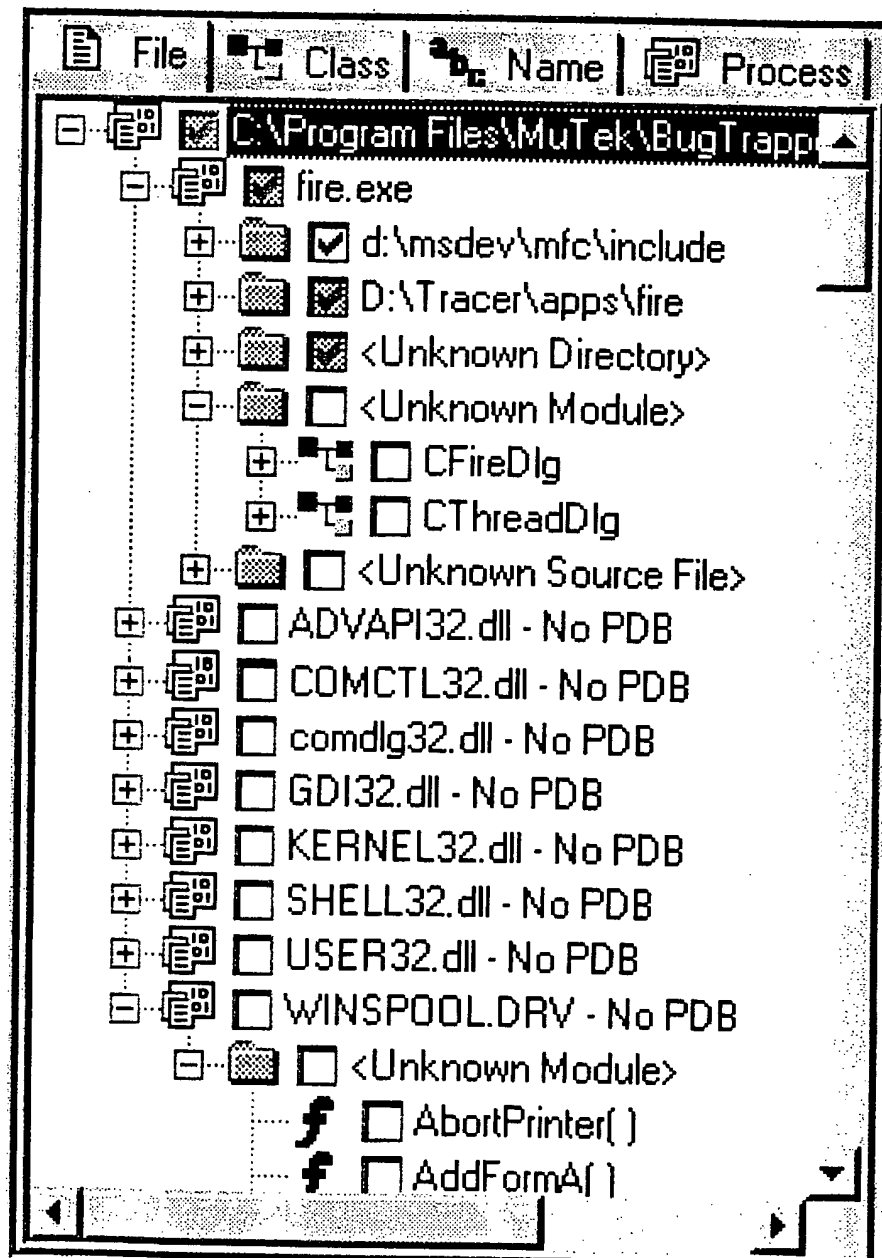 File Class Name Process
C:\Program Files\MuTek\BugTrapp
fire.exe
d:\msdev\mfc\include
D:\Tracer\apps\fire
<Unknown Directory>
<Unknown Module>
CFireDlg
CThreadDlg
<Unknown Source File>
ADVAPI32.dll - No PDB
COMCTL32.dll - No PDB
comdlg32.dll - No PDB
GDI32.dll - No PDB
KERNEL32.dll - No PDB
SHELL32.dll - No PDB
USER32.dll - No PDB
WINSPOOL.DRV - No PDB
<Unknown Module>
AbortPrinter( )
AddFormA( )